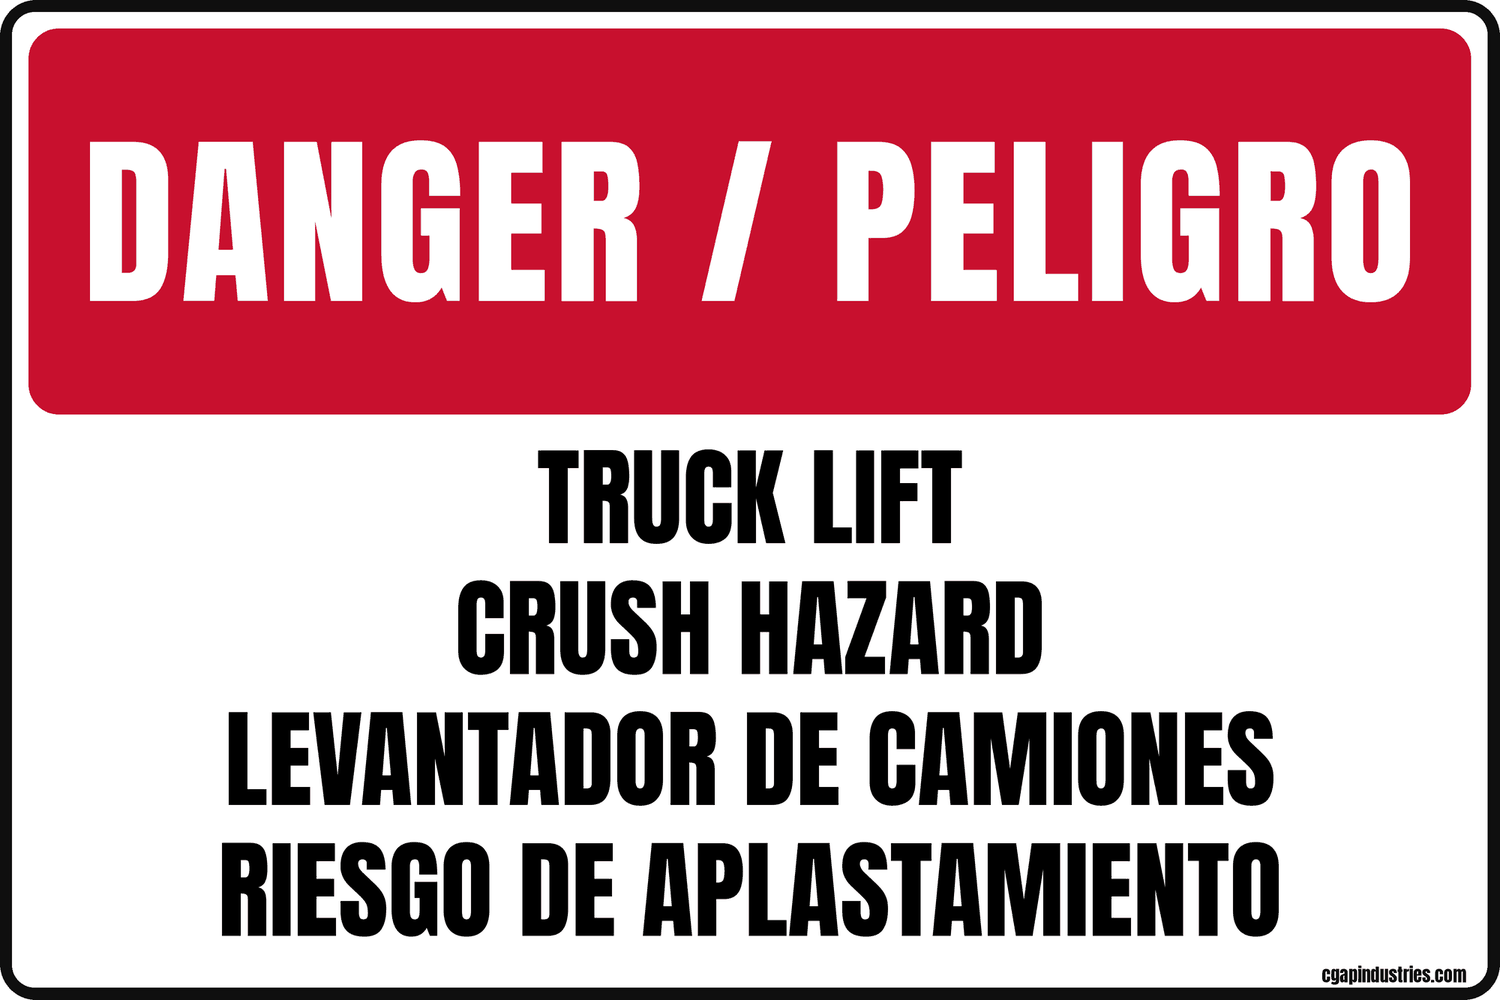 DANGER / PELIGRO
TRUCK LIFT
CRUSH HAZARD
LEVANTADOR DE CAMIONES
RIESGO DE APLASTAMIENTO
cgapindustries.com